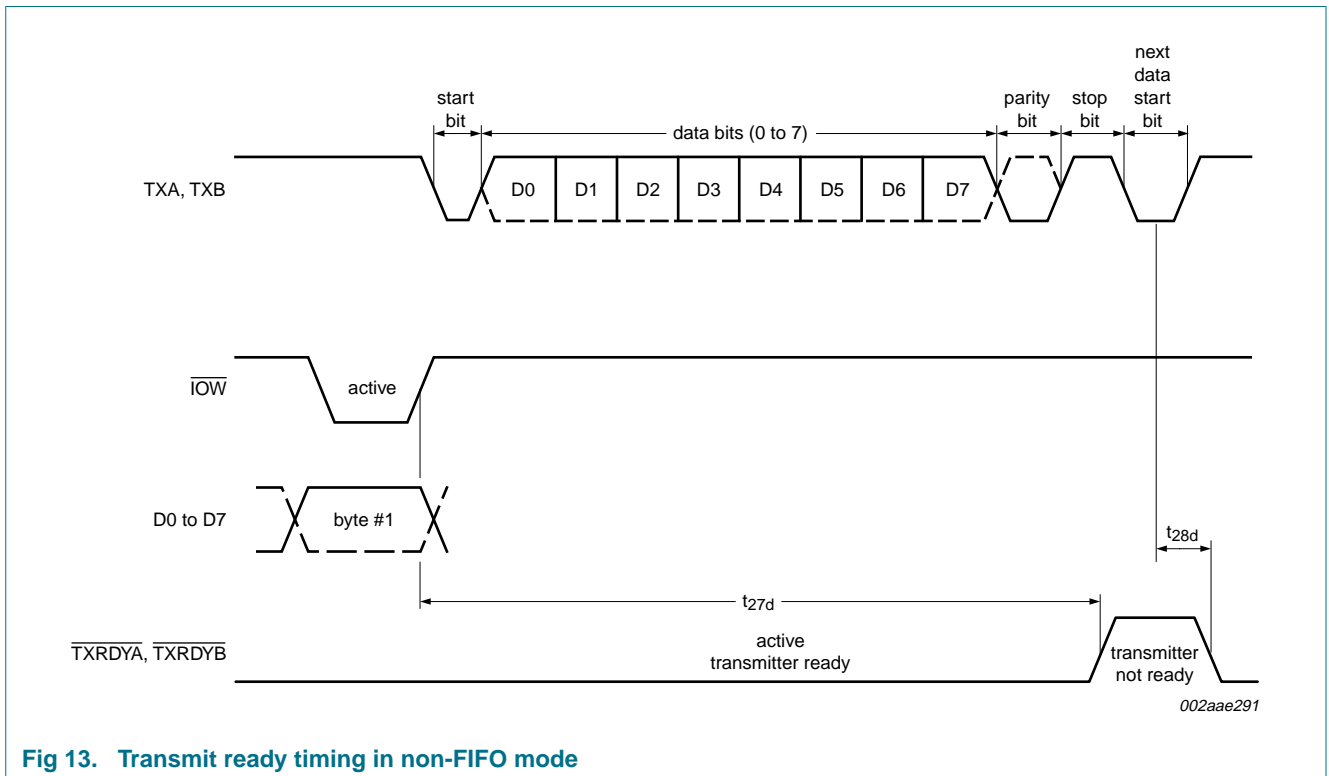 next
data
start
bit
start
bit
parity
bit
stop
bit
data bits (0 to 7)
TXA, TXB
D0 D1 D2 D3 D4 D5 D6 D7
IOW
active
D0 to D7
byte #1
t28d
t27d
TXRDYA, TXRDYB
active
transmitter ready
transmitter
not ready
002aae291
Fig 13. Transmit ready timing in non-FIFO mode